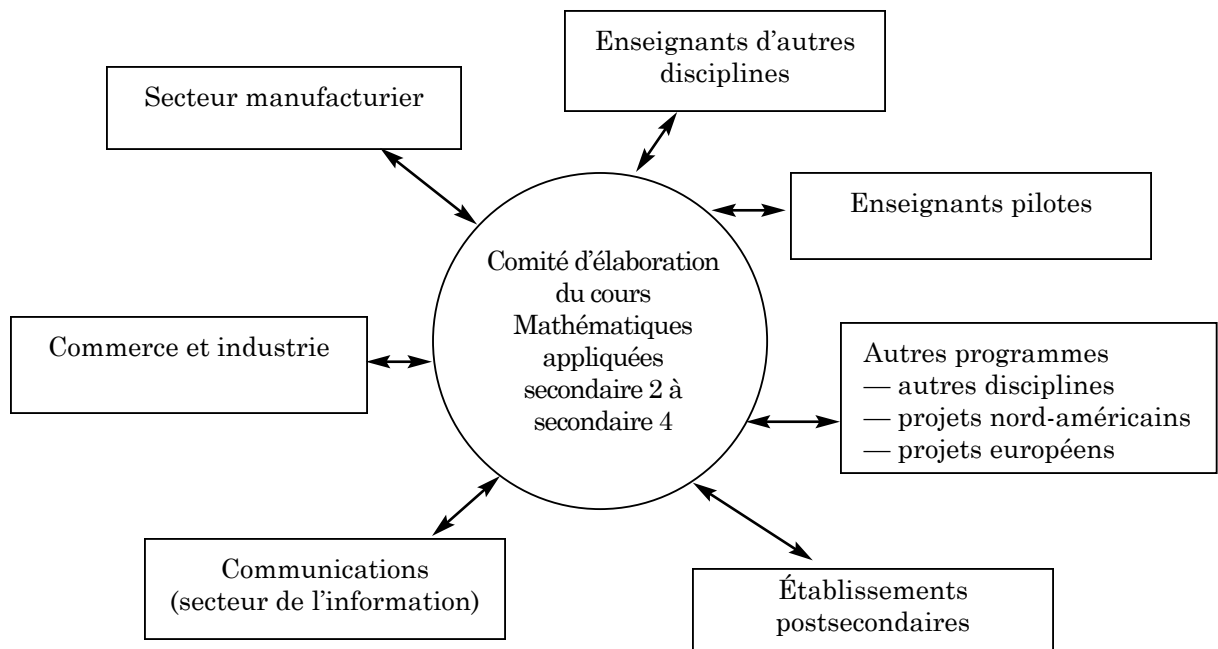 Enseignants d'autres
disciplines
Secteur manufacturier
Enseignants pilotes
Comité d'élaboration
du cours
Mathématiques
appliquées
secondaire 2 à
secondaire 4
Commerce et industrie
Autres programmes
— autres disciplines
— projets nord-américains
— projets européens
Communications
(secteur de l'information)
Établissements
postsecondaires